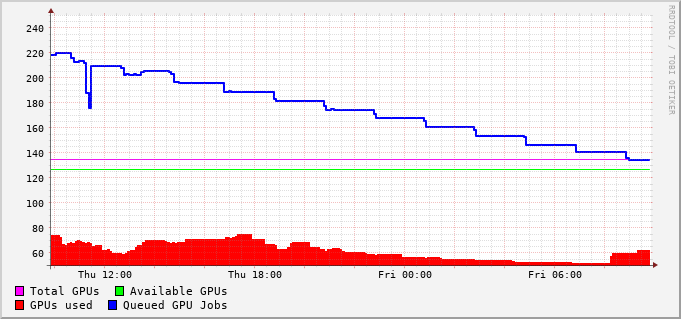 RRDTOOL / TOBI OETIKER
240
220
200
180
160
140
120
100
80
60
Thu 12:00 Thu 18:00 Fri 00:00 Fri 06:00
Total GPUs Available GPUs
GPUs used Queued GPU Jobs